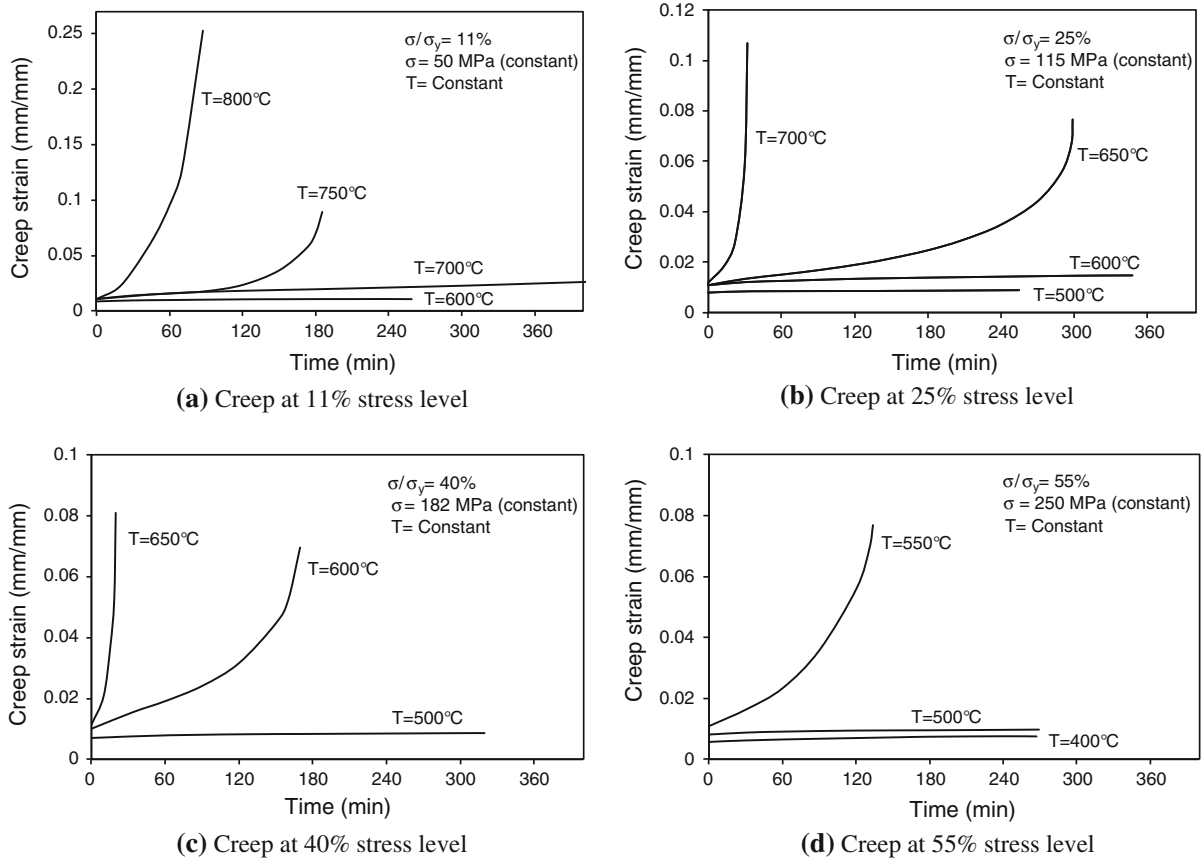 0.25
0.2
0.15
0.1
0.05
0
Creep strain (mm/mm)
σ/σy= 11%
σ= 50 MPa (constant)
T= Constant
T=800°C
T=750°C
T=700°C
T=600°C
0 60 120 180 240 300 360
Time (min)
(a) Creep at 11% stress level
0.12
0.1
0.08
0.06
0.04
0.02
0
Creep strain (mm/mm)
σ/σy= 25%
σ = 115 MPa (constant)
T= Constant
T=700°C
T=650°C
T=600°C
T=500°C
0 60 120 180 240 300 360
Time (min)
(b) Creep at 25% stress level
0.1
0.08
0.06
0.04
0.02
0
Creep strain (mm/mm)
σ/σy= 40%
σ= 182 MPa (constant)
T= Constant
T=650°C
T=600°C
T=500°C
0 60 120 180 240 300 360
Time (min)
(c) Creep at 40% stress level
0.1
0.08
0.06
0.04
0.02
0
Creep strain (mm/mm)
σ/σy= 55%
σ = 250 MPa (constant)
T= Constant
T=550°C
T=500°C
T=400°C
0 60 120 180 240 300 360
Time (min)
(d) Creep at 55% stress level